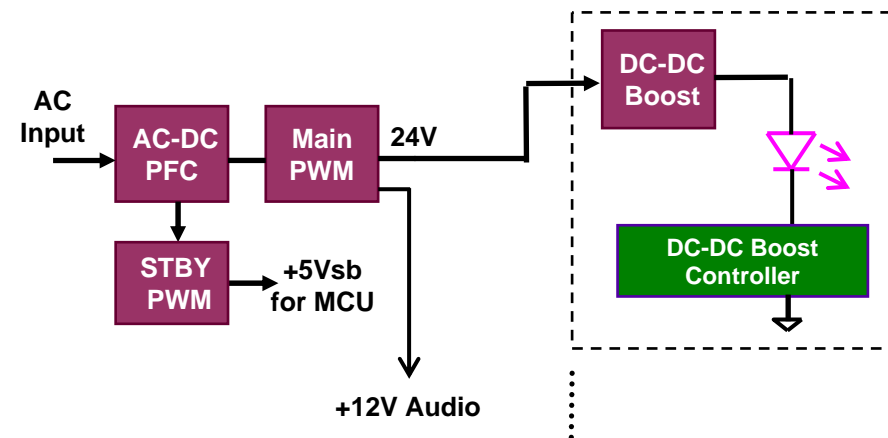 AC
Input
AC-DC
PFC
Main
PWM
24V
DC-DC
Boost
STBY
PWM
+5Vsb
for MCU
DC-DC Boost
Controller
+12V Audio